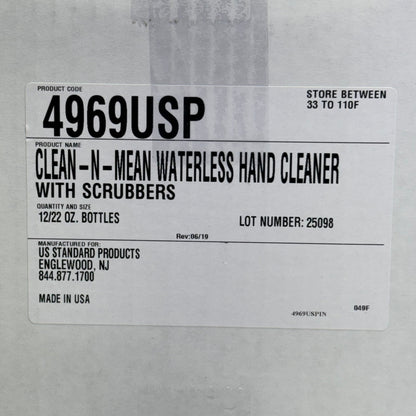 PRODUCT CODE
4969USP
STORE BETWEEN
33 TO 110F
PRODUCT NAME
CLEAN-N-MEAN WATERLESS HAND CLEANER
WITH SCRUBBERS
QUANTITY AND SIZE
12/22 OZ. BOTTLES
LOT NUMBER: 25098
Rev:06/19
MANUFACTURED FOR:
US STANDARD PRODUCTS
ENGLEWOOD, NJ
844.877.1700
MADE IN USA
4969USPIN
049F